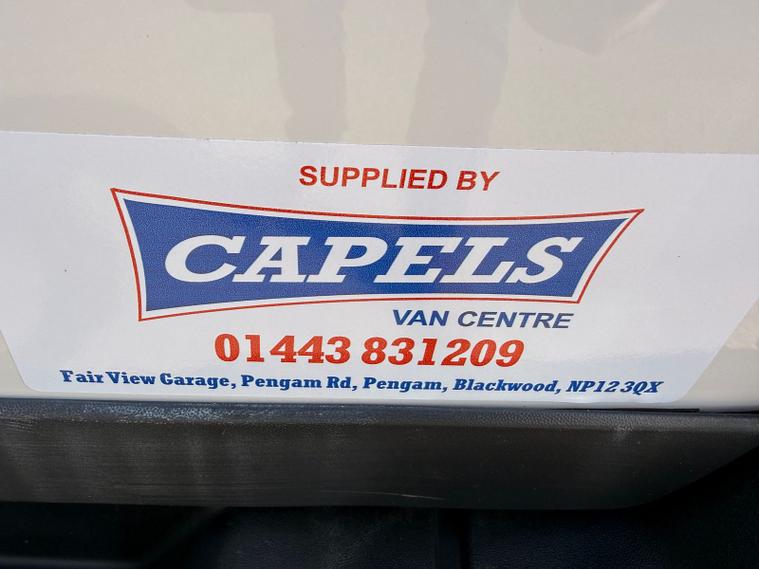 SUPPLIED BY
CAPELS
VAN CENTRE
01443 831209
Fair View Garage, Pengam Rd, Pengam, Blackwood, NP12 3QX